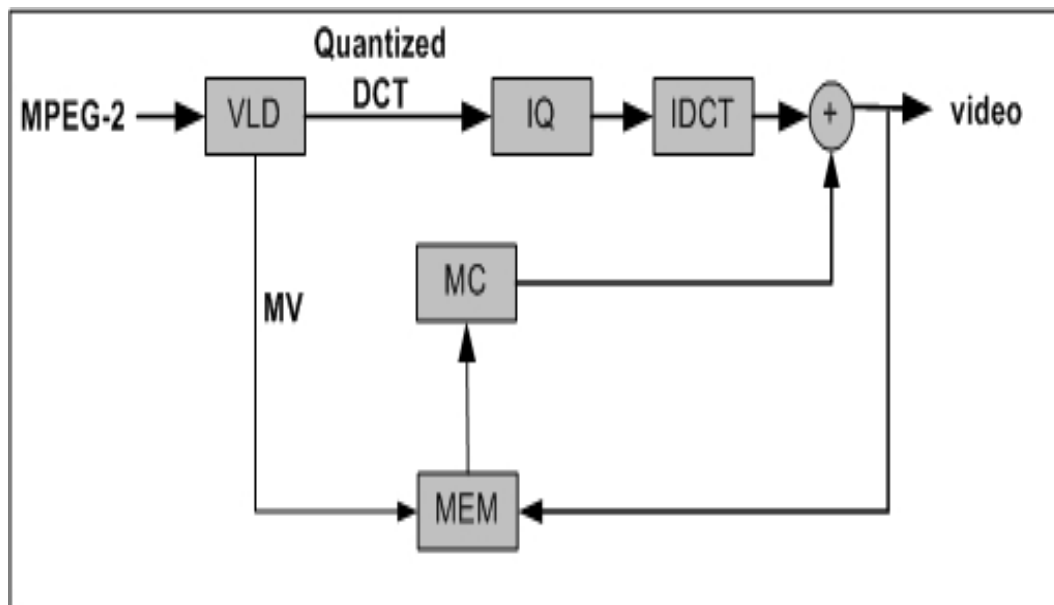 Quantized
DCT
MPEG-2
VLD
IQ
IDCT
+
video
MC
MV
MEM